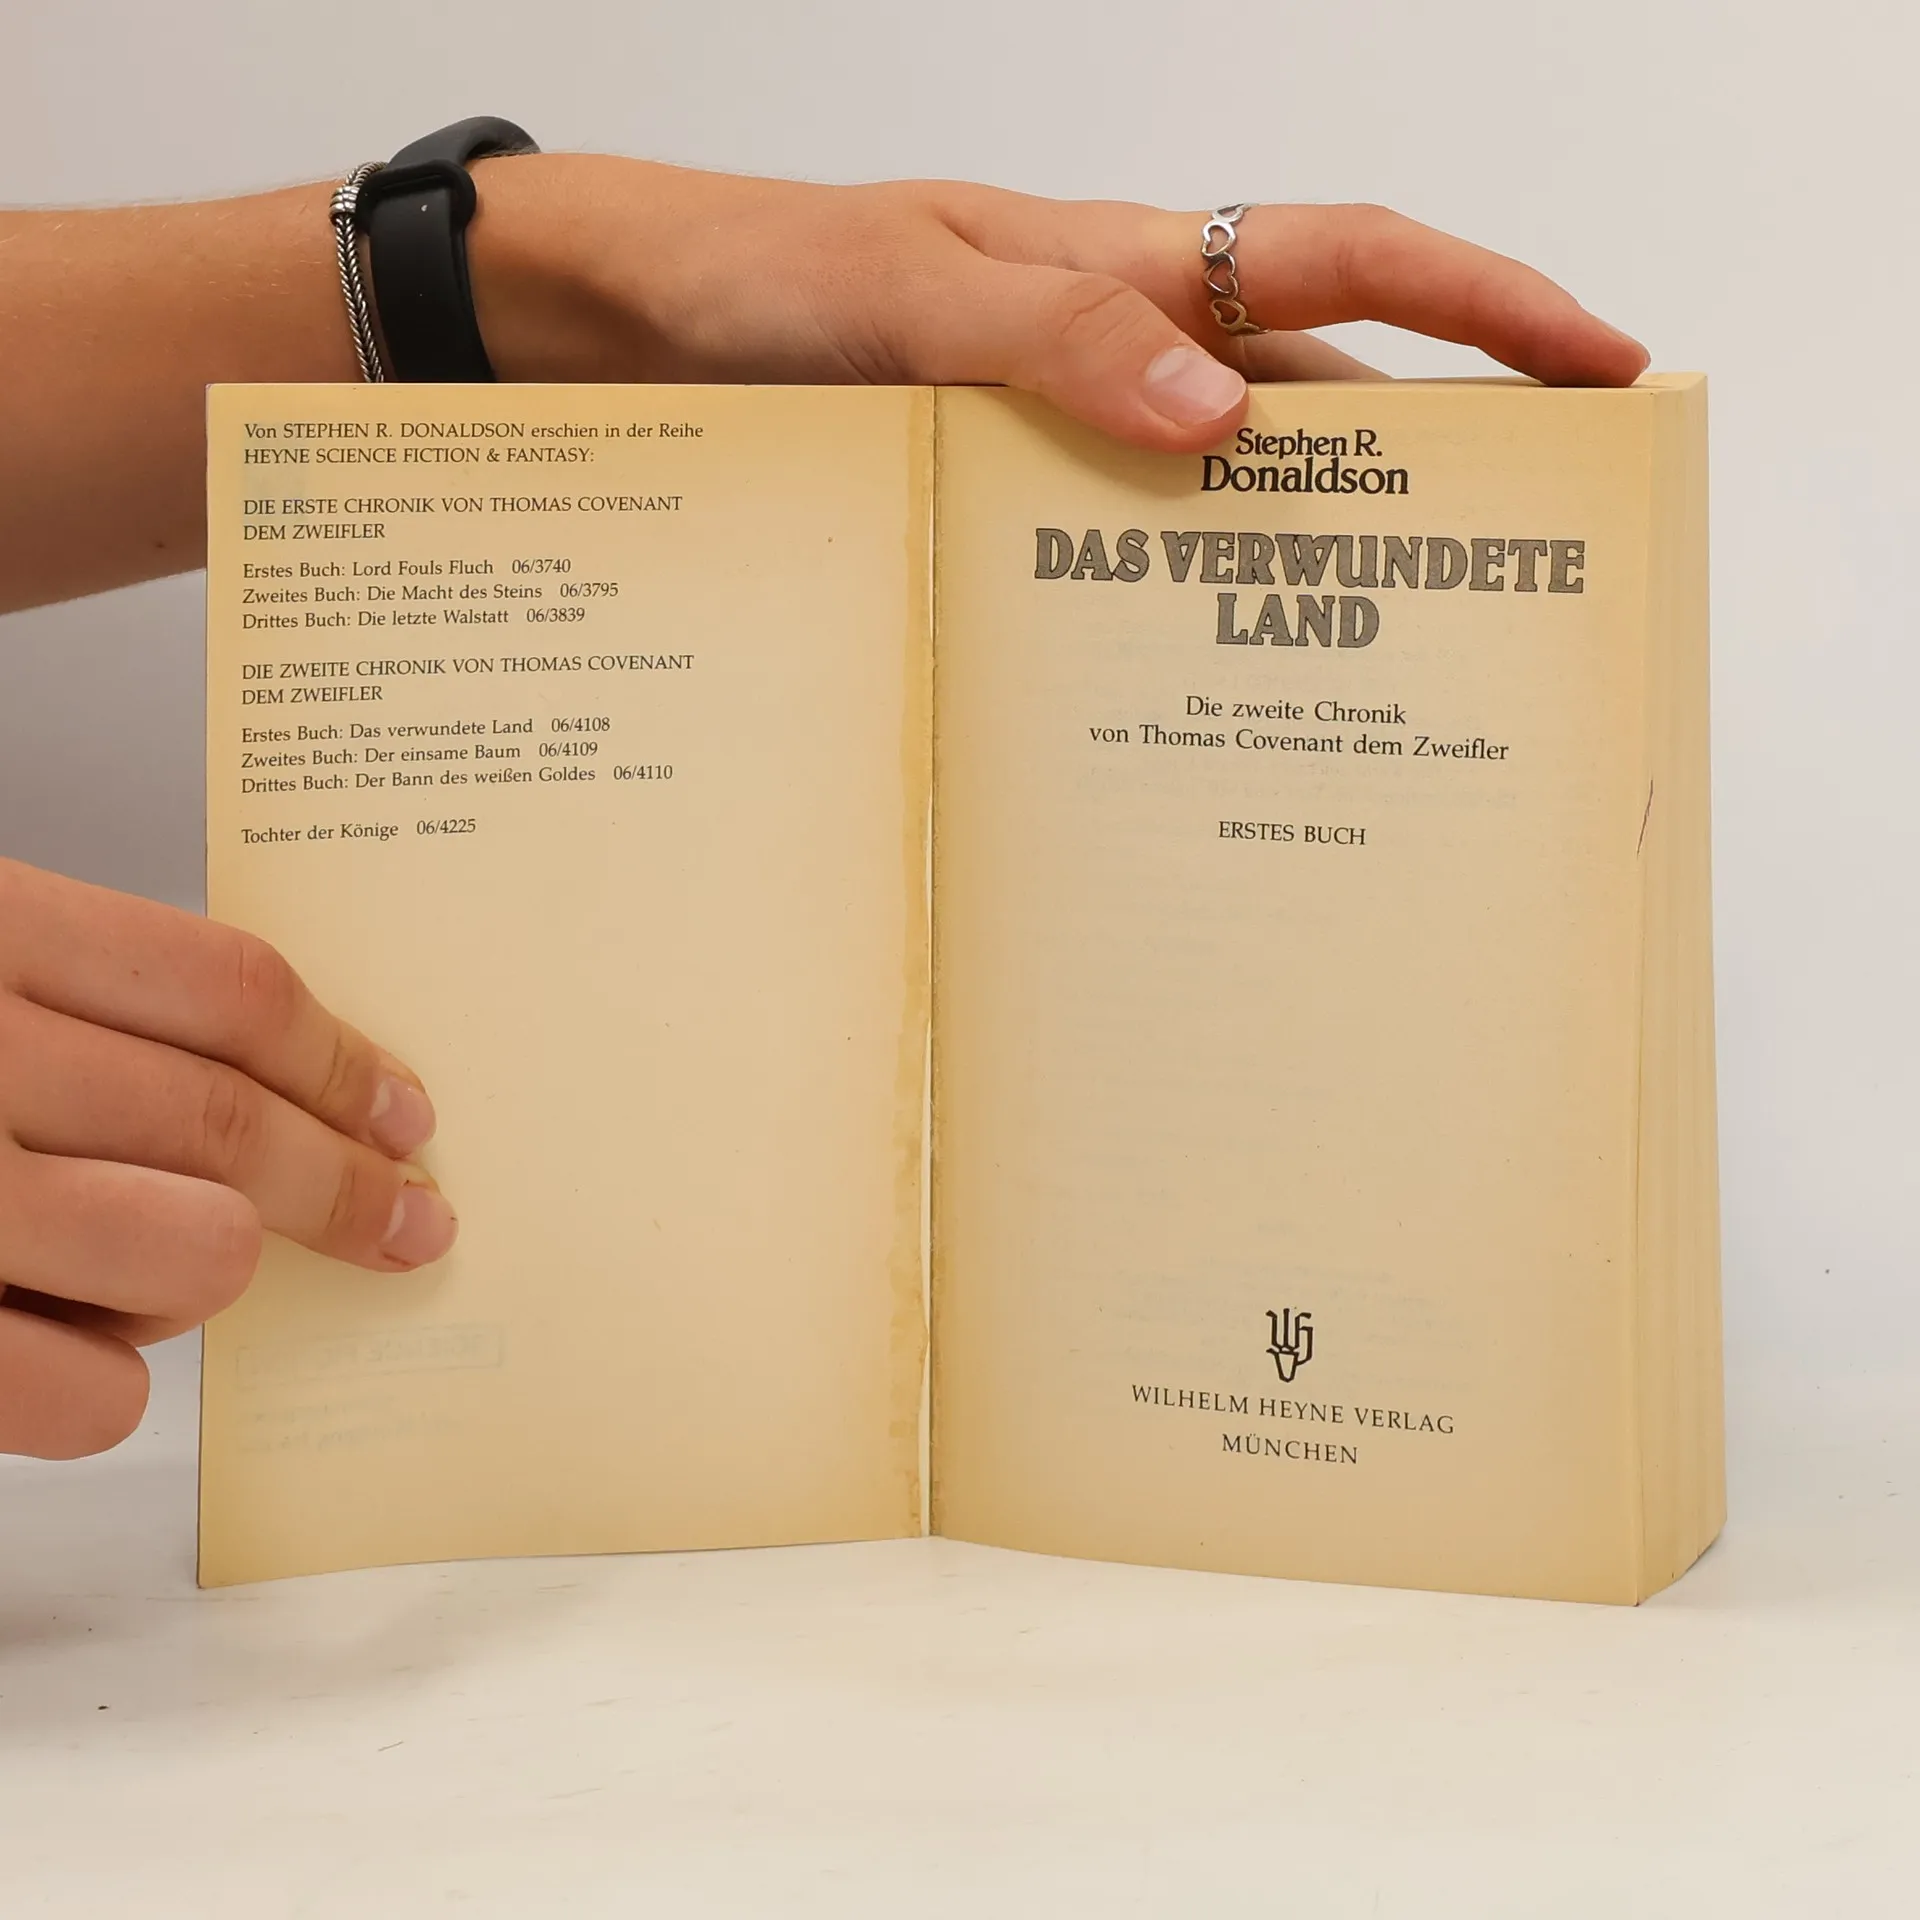 Von STEPHEN R. DONALDSON erschien in der Reihe
HEYNE SCIENCE FICTION & FANTASY:
DIE ERSTE CHRONIK VON THOMAS COVENANT
DEM ZWEIFLER
Erstes Buch: Lord Fouls Fluch 06/3740
Zweites Buch: Die Macht des Steins 06/3795
Drittes Buch: Die letzte Walstatt 06/3839
DIE ZWEITE CHRONIK VON THOMAS COVENANT
DEM ZWEIFLER
Erstes Buch: Das verwundete Land 06/4108
Zweites Buch: Der einsame Baum 06/4109
Drittes Buch: Der Bann des weißen Goldes 06/4110
Tochter der Könige 06/4225
Stephen R.
Donaldson
DAS VERWUNDETE
LAND
Die zweite Chronik
von Thomas Covenant dem Zweifler
ERSTES BUCH
WILHELM HEYNE VERLAG
MÜNCHEN